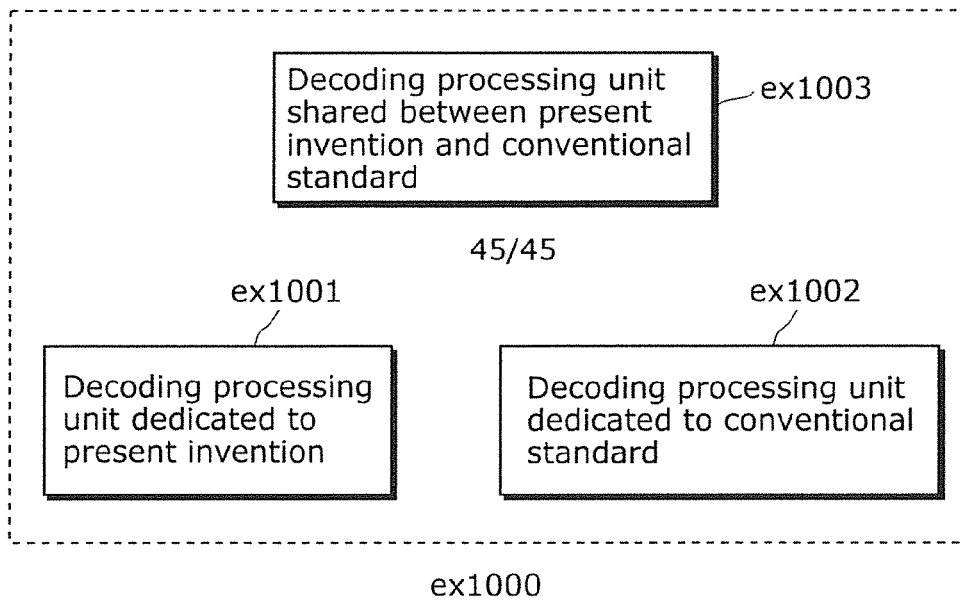 Decoding processing unit
shared between present
invention and conventional
standard
ex1003
45/45
ex1001
ex1002
Decoding processing
unit dedicated to
present invention
Decoding processing unit
dedicated to conventional
standard
ex1000